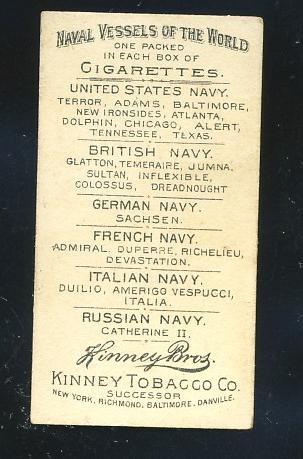 NAVAL VESSELS OF THE WORLD
ONE PACKED
IN EACH BOX OF
CIGARETTES.
UNITED STATES NAVY.
TERROR, ADAMS, BALTIMORE,
NEW IRONSIDES, ATLANTA,
DOLPHIN, CHICAGO, ALERT,
TENNESSEE, TEXAS.
BRITISH NAVY.
GLATTON, TEMERAIRE, JUMNA.
SULTAN, INFLEXIBLE,
COLOSSUS, DREADNOUGHT
GERMAN NAVY.
SACHSEN.
FRENCH NAVY.
ADMIRAL. DUPERRE, RICHELIEU,
DEVASTATION.
ITALIAN NAVY.
DUILIO, AMERIGO VESPUCCI,
ITALIA.
RUSSIAN NAVY.
CATHERINE II.
Kinney Bros.
KINNEY TOBACCO CO.
SUCCESSOR
NEW YORK, RICHMOND, BALTIMORE, DANVILLE.